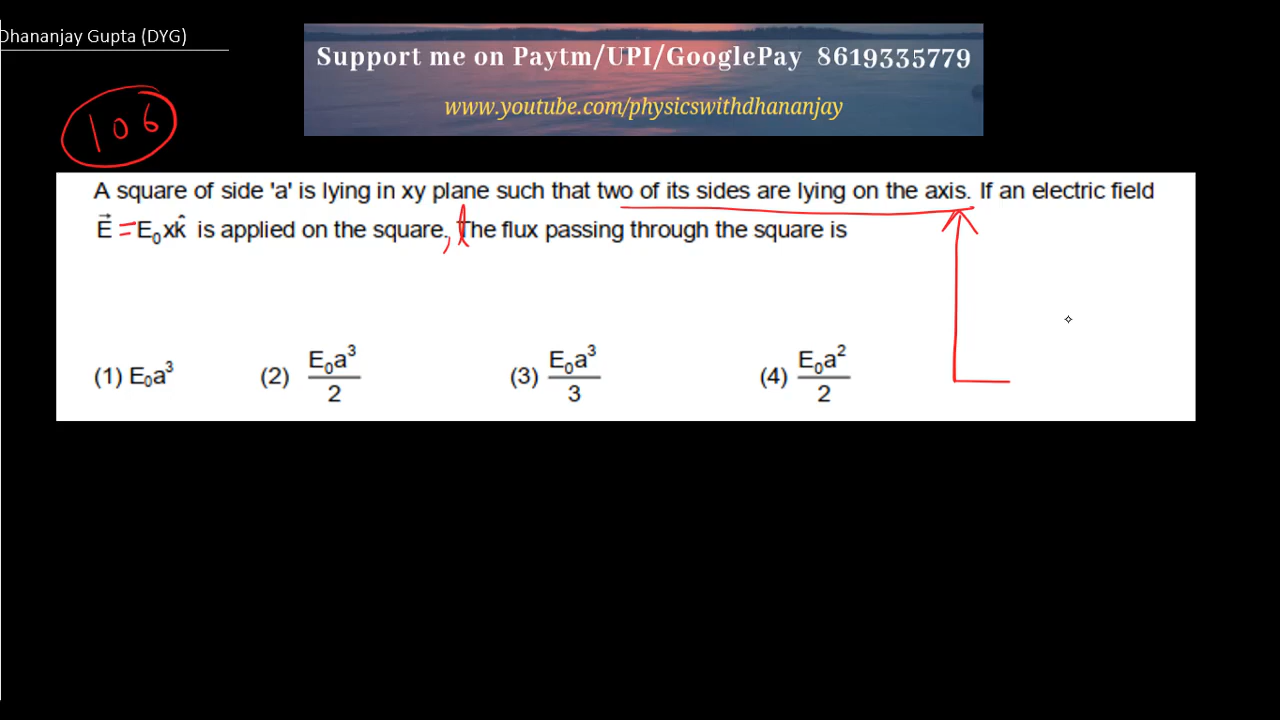 Dhananjay Gupta (DYG)
Support me on Paytm/UPI/GooglePay 8619335779
www.youtube.com/physicswithdhananjay
106
A square of side 'a' is lying in xy plane such that two of its sides are lying on the axis. If an electric field
E⃗ = E₀xk̂ is applied on the square., The flux passing through the square is
(1) E₀a³ (2) E₀a³/2 (3) E₀a³/3 (4) E₀a²/2